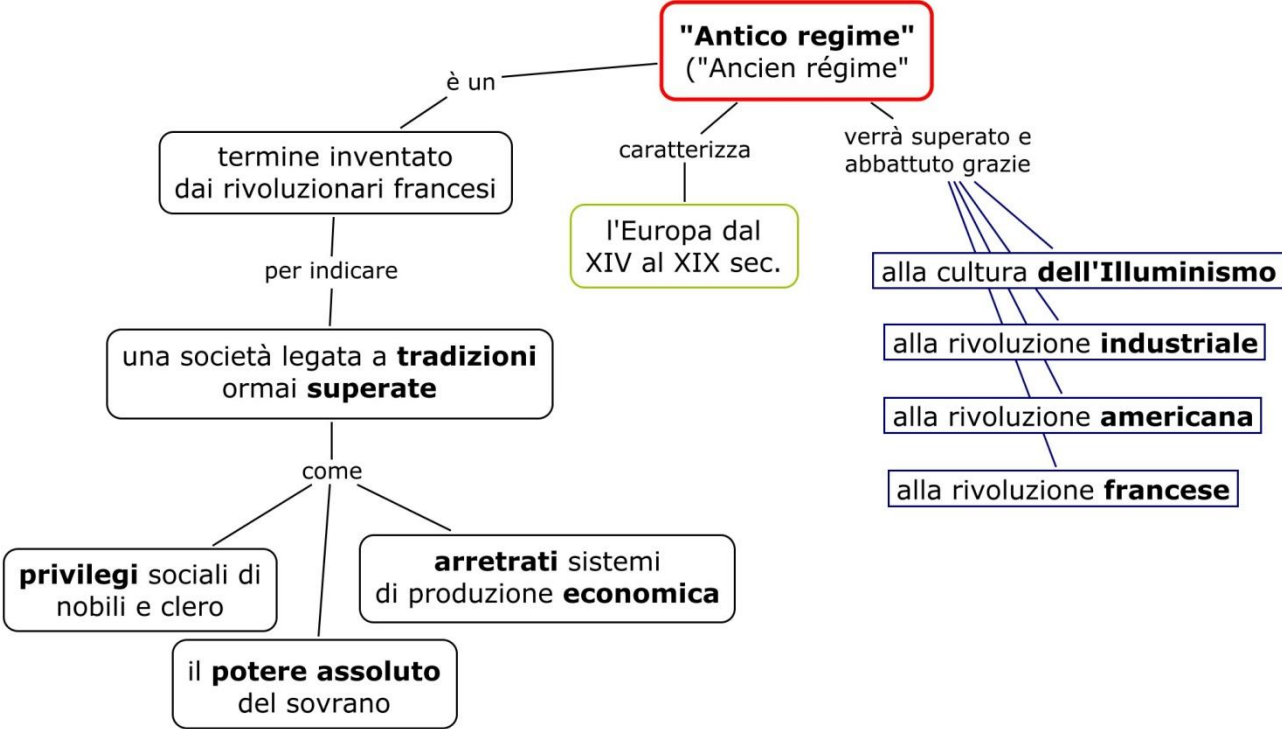 "Antico regime"
("Ancien régime"
è un
termine inventato
dai rivoluzionari francesi
per indicare
una società legata a tradizioni
ormai superate
come
privilegi sociali di
nobili e clero
il potere assoluto
del sovrano
arretrati sistemi
di produzione economica
caratterizza
l'Europa dal
XIV al XIX sec.
verrà superato e
abbattuto grazie
alla cultura dell'Illuminismo
alla rivoluzione industriale
alla rivoluzione americana
alla rivoluzione francese